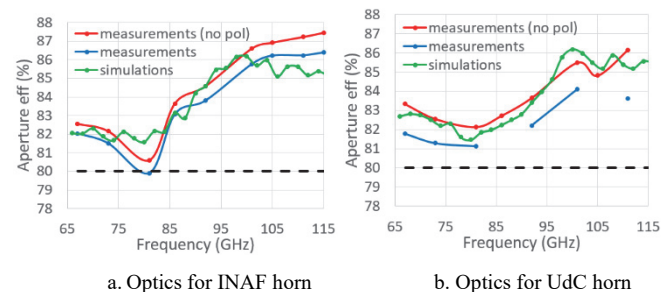 88
87
86
85
84
83
82
81
80
79
78
Aperture eff (%)
measurements (no pol)
measurements
simulations
65 75 85 95 105 115
Frequency (GHz)
a. Optics for INAF horn
88
87
86
85
84
83
82
81
80
79
78
Aperture eff (%)
measurements (no pol)
measurements
simulations
65 75 85 95 105 115
Frequency (GHz)
b. Optics for UdC horn